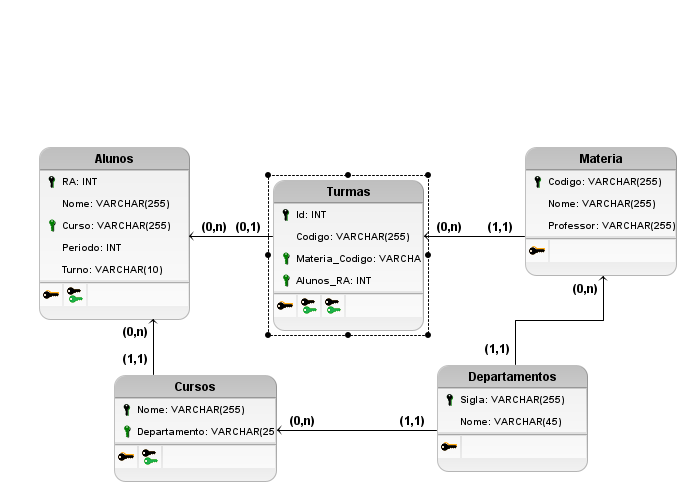 Alunos
RA: INT
Nome: VARCHAR(255)
Curso: VARCHAR(255)
Periodo: INT
Turno: VARCHAR(10)
(0,n)
(0,1)
Turmas
Id: INT
Codigo: VARCHAR(255)
Materia_Codigo: VARCHA
Alunos_RA: INT
(0,n)
(1,1)
Materia
Codigo: VARCHAR(255)
Nome: VARCHAR(255)
Professor: VARCHAR(255)
(0,n)
(1,1)
(0,n)
(1,1)
Cursos
Nome: VARCHAR(255)
Departamento: VARCHAR(25
(0,n)
(1,1)
Departamentos
Sigla: VARCHAR(255)
Nome: VARCHAR(45)